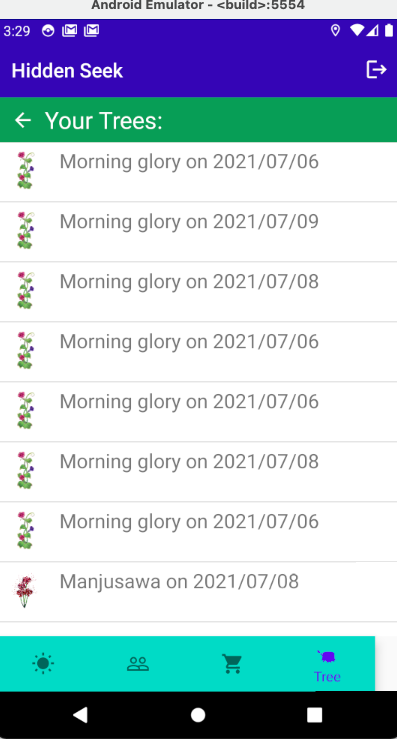 Android Emulator - <build>:5554
3:29
Hidden Seek
Your Trees:
Morning glory on 2021/07/06
Morning glory on 2021/07/09
Morning glory on 2021/07/08
Morning glory on 2021/07/06
Morning glory on 2021/07/06
Morning glory on 2021/07/08
Morning glory on 2021/07/06
Manjusawa on 2021/07/08
Tree